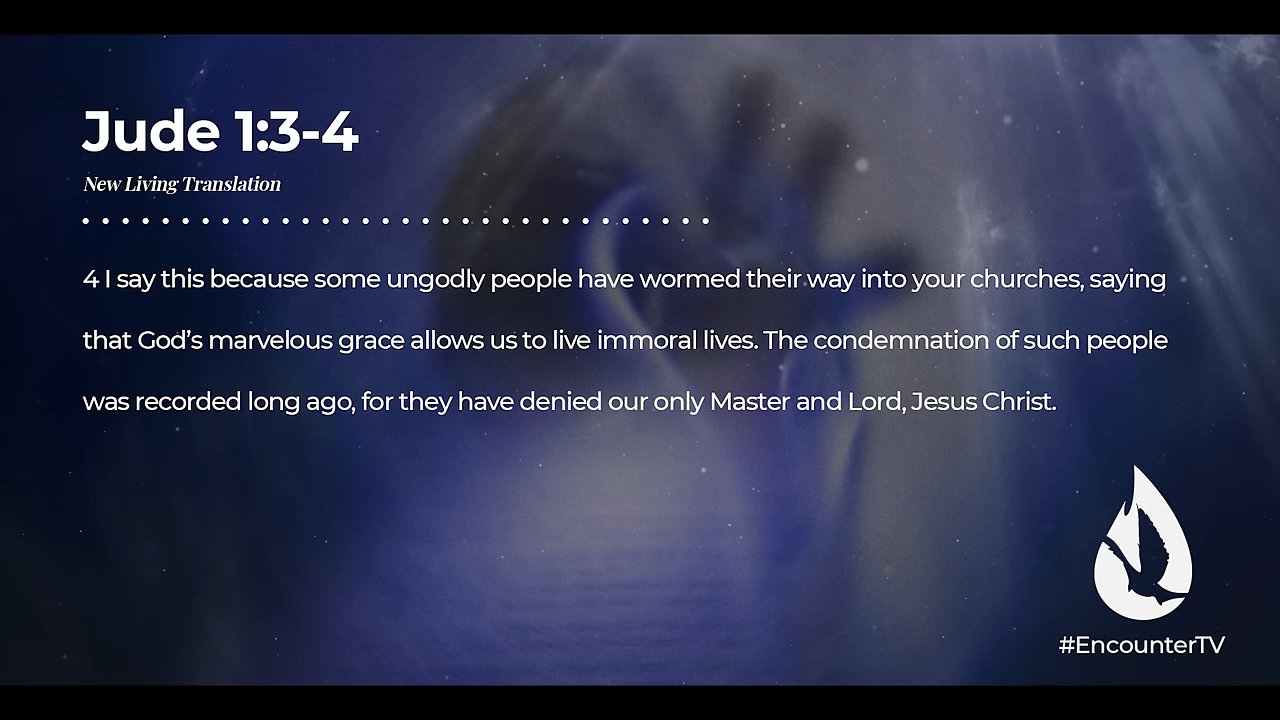 Jude 1:3-4
New Living Translation
4 I say this because some ungodly people have wormed their way into your churches, saying
that God’s marvelous grace allows us to live immoral lives. The condemnation of such people
was recorded long ago, for they have denied our only Master and Lord, Jesus Christ.
#EncounterTV